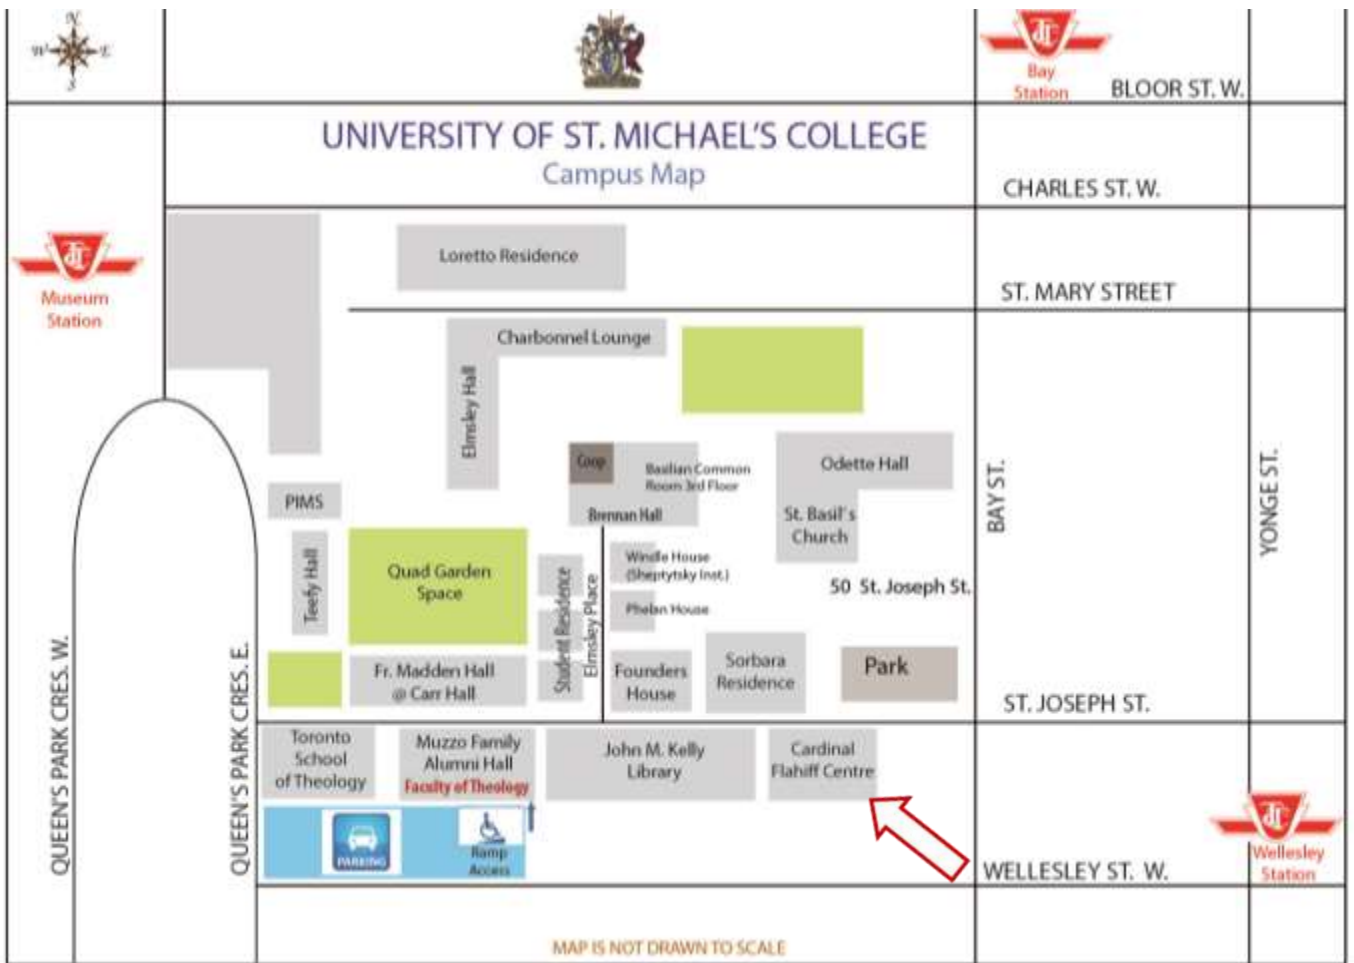 N
W
E
S
Bay
Station
BLOOR ST. W.
UNIVERSITY OF ST. MICHAEL'S COLLEGE
Campus Map
CHARLES ST. W.
Museum
Station
Loretto Residence
ST. MARY STREET
Charbonnel Lounge
Elmsley Hall
Coop
Basilian Common
Room 3rd Floor
Brennan Hall
Odette Hall
St. Basil's
Church
BAY ST.
YONGE ST.
PIMS
Teefy Hall
Quad Garden
Space
Student Residence
Elmsley Place
Windle House
(Sheptytsky Inst.)
Phelan House
50 St. Joseph St.
Fr. Madden Hall
@ Carr Hall
Founders
House
Sorbara
Residence
Park
ST. JOSEPH ST.
QUEEN'S PARK CRES. W.
QUEEN'S PARK CRES. E.
Toronto
School
of Theology
Muzzo Family
Alumni Hall
Faculty of Theology
John M. Kelly
Library
Cardinal
Flahiff Centre
PARKING
Ramp
Access
WELLESLEY ST. W.
Wellesley
Station
MAP IS NOT DRAWN TO SCALE